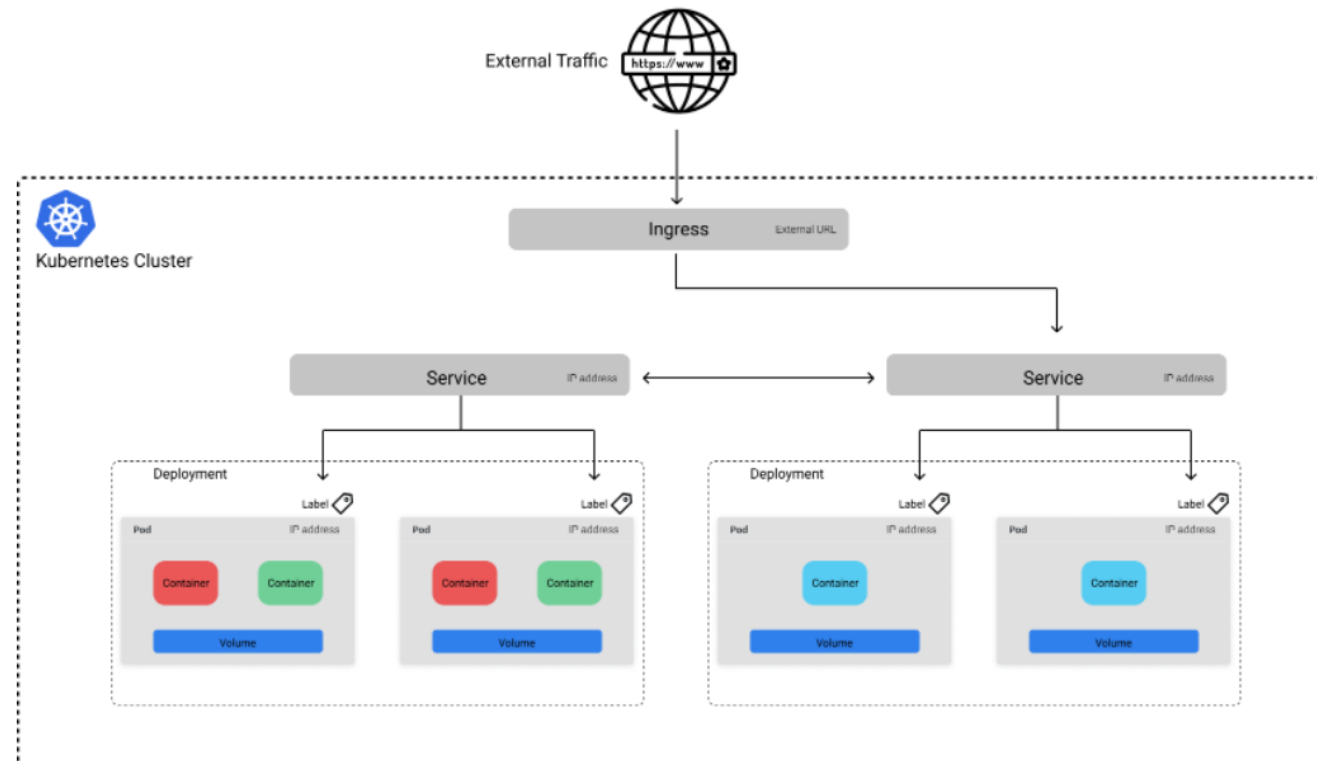 External Traffic
https://www
Kubernetes Cluster
Ingress
External URL
Service
IP address
Service
IP address
Deployment
Deployment
Label
Label
Label
Label
Pod
IP address
Pod
IP address
Pod
IP address
Pod
IP address
Container
Container
Container
Container
Container
Container
Volume
Volume
Volume
Volume